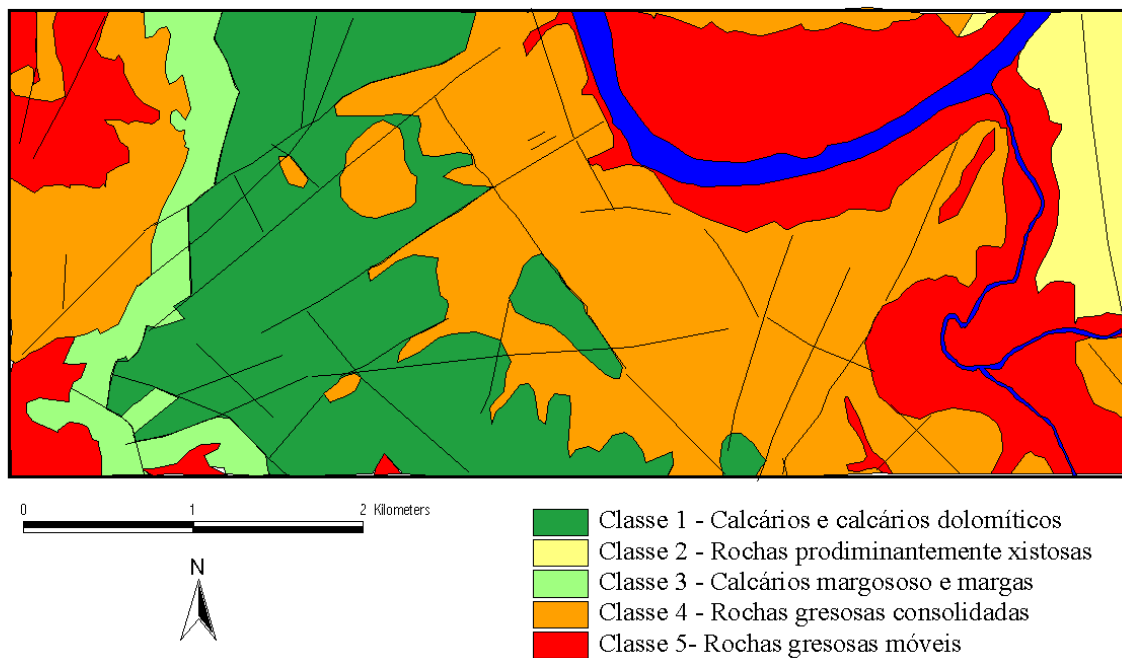 0 1 2 Kilometers
N
Classe 1 - Calcários e calcários dolomíticos
Classe 2 - Rochas prodiminantemente xistosas
Classe 3 - Calcários margososo e margas
Classe 4 - Rochas gresosas consolidadas
Classe 5- Rochas gresosas móveis